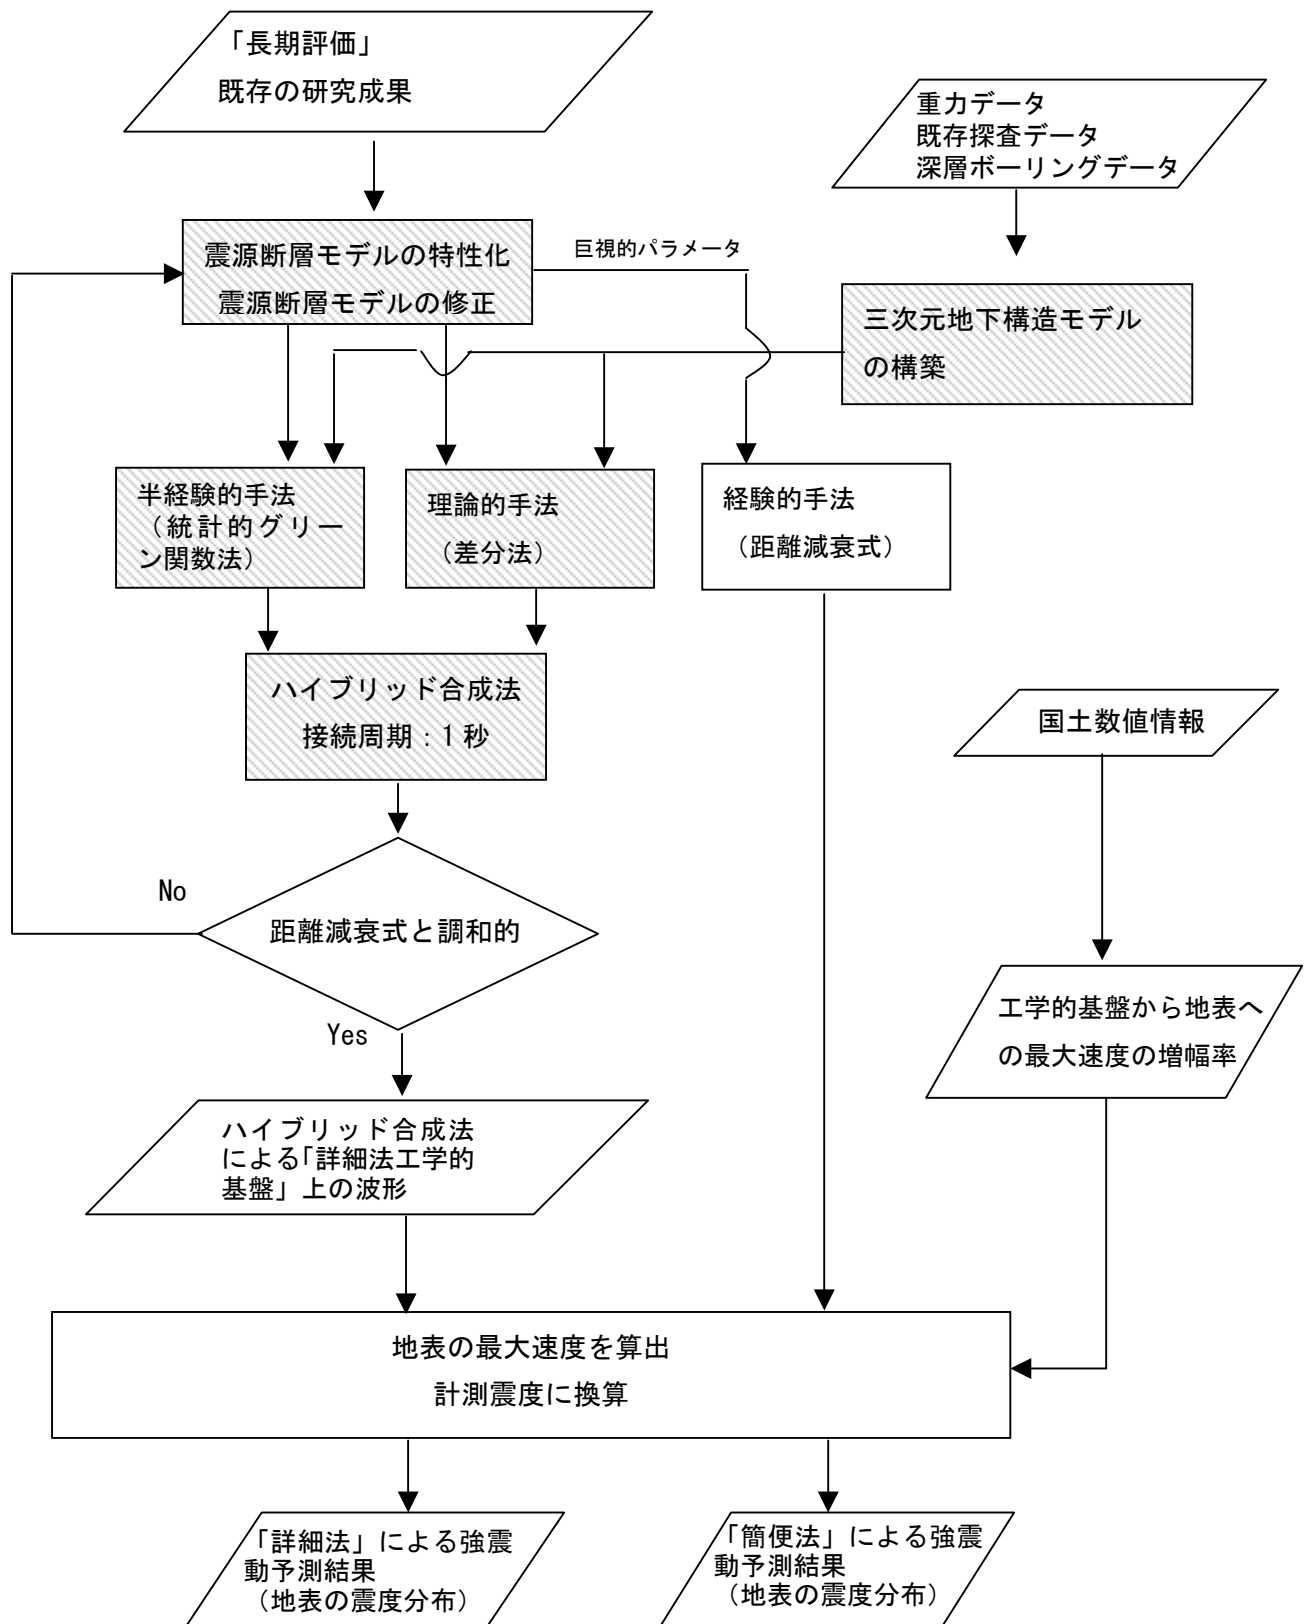 「長期評価」
既存の研究成果
重力データ
既存探査データ
深層ボーリングデータ
震源断層モデルの特性化
震源断層モデルの修正
巨視的パラメータ
三次元地下構造モデル
の構築
半経験的手法
（統計的グリー
ン関数法）
理論的手法
（差分法）
経験的手法
（距離減衰式）
ハイブリッド合成法
接続周期：1秒
国土数値情報
No
距離減衰式と調和的
Yes
工学的基盤から地表へ
の最大速度の増幅率
ハイブリッド合成法
による「詳細法工学的
基盤」上の波形
地表の最大速度を算出
計測震度に換算
「詳細法」による強震
動予測結果
（地表の震度分布）
「簡便法」による強震
動予測結果
（地表の震度分布）